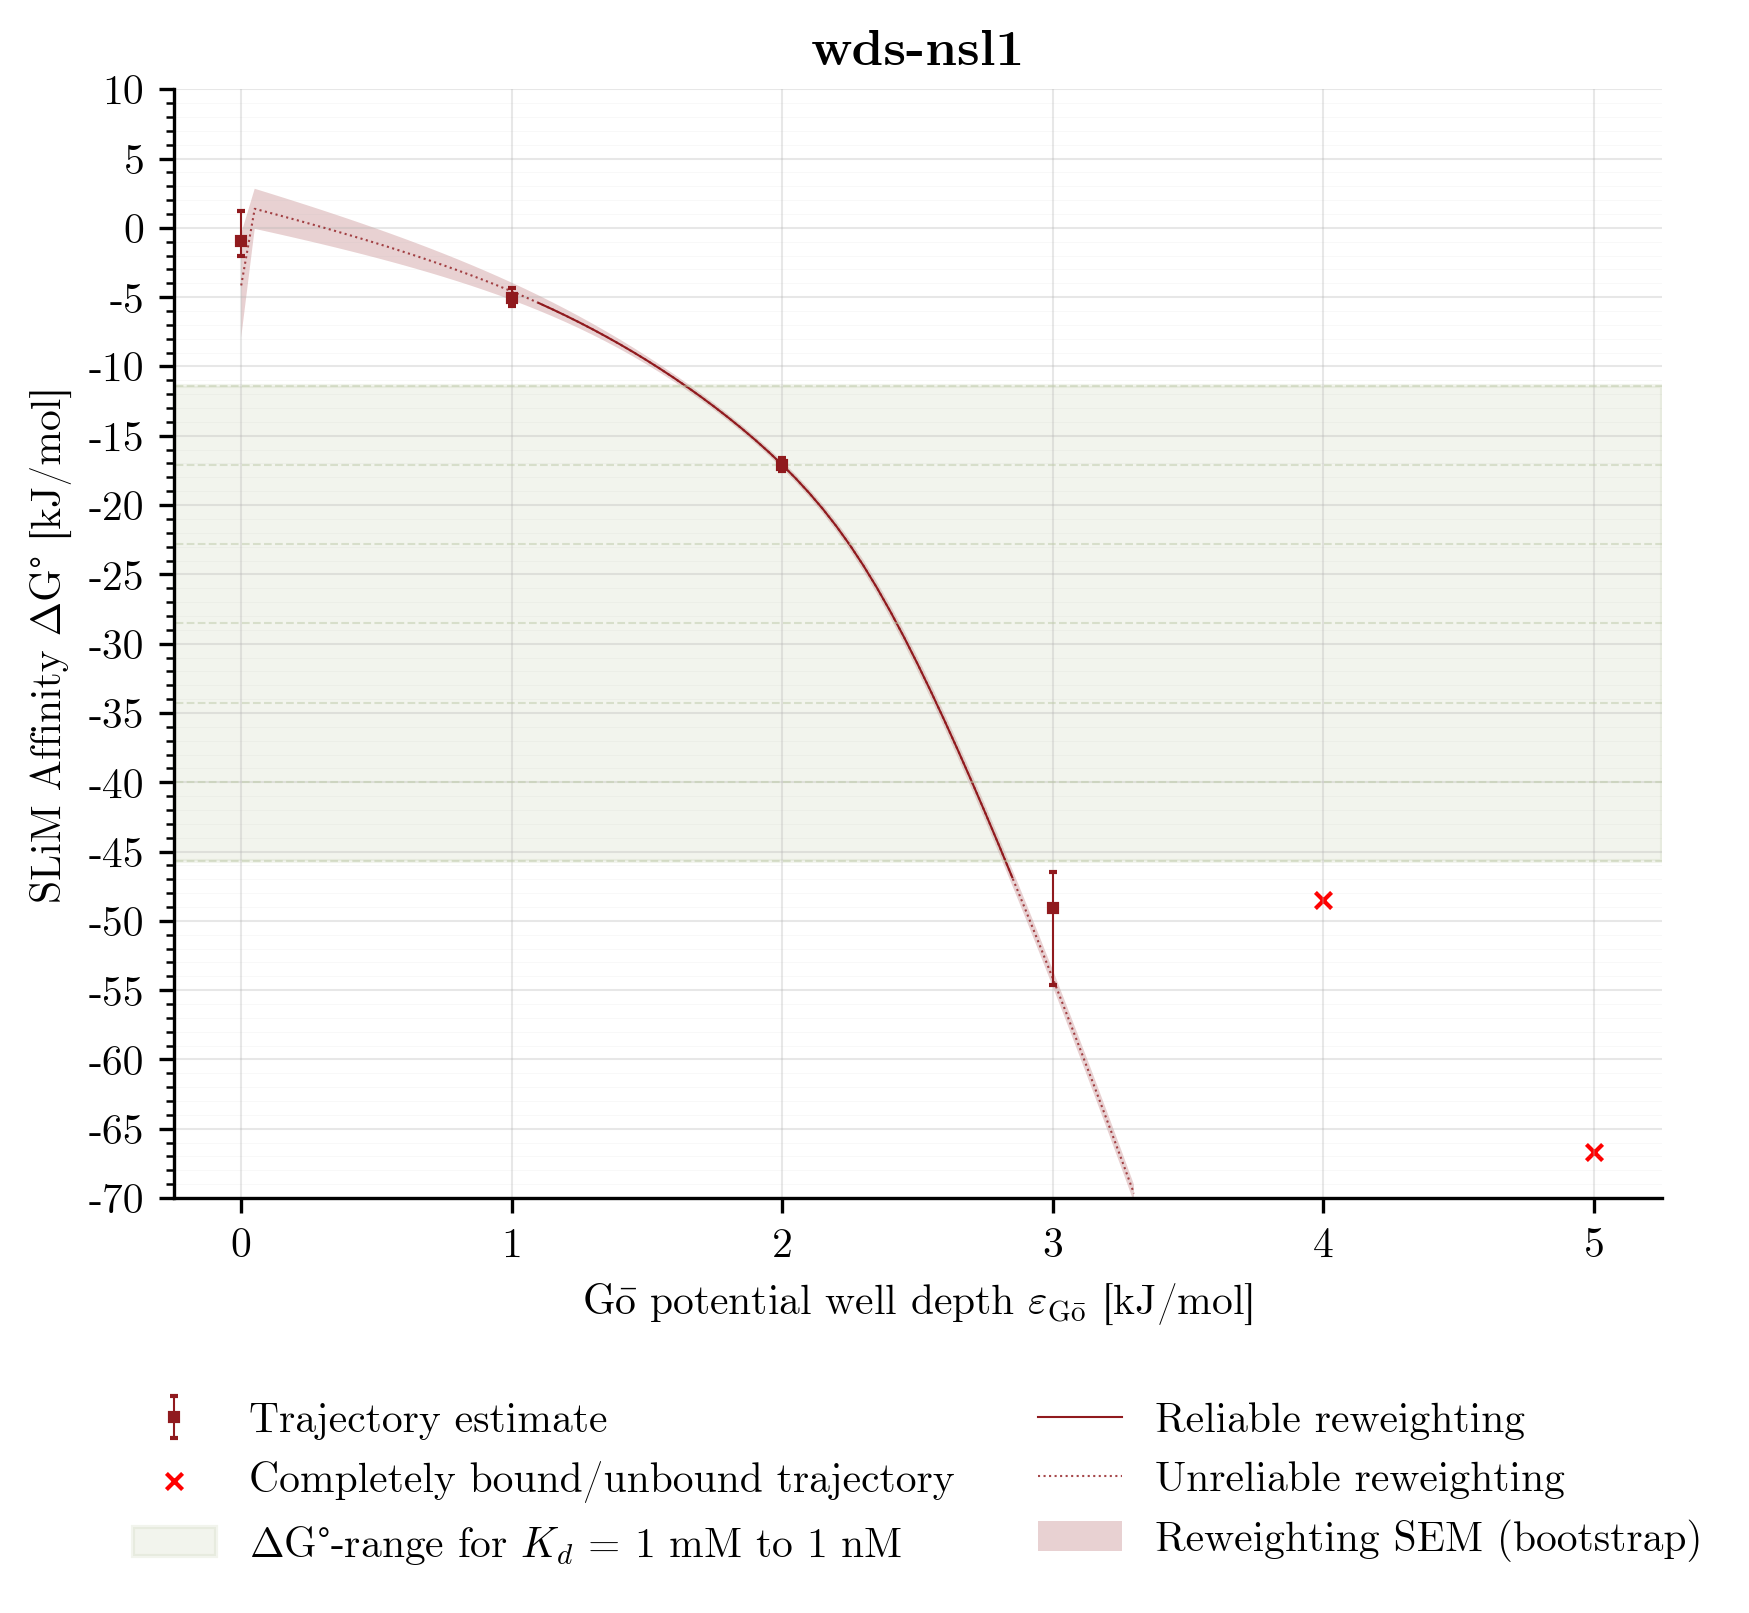 wds-nsl1
10
5
0
-5
-10
-15
-20
-25
-30
-35
-40
-45
-50
-55
-60
-65
-70
SLiM Affinity ΔG° [kJ/mol]
0 1 2 3 4 5
Gō potential well depth ε_Gō [kJ/mol]
Trajectory estimate
Completely bound/unbound trajectory
ΔG°-range for K_d = 1 mM to 1 nM
Reliable reweighting
Unreliable reweighting
Reweighting SEM (bootstrap)